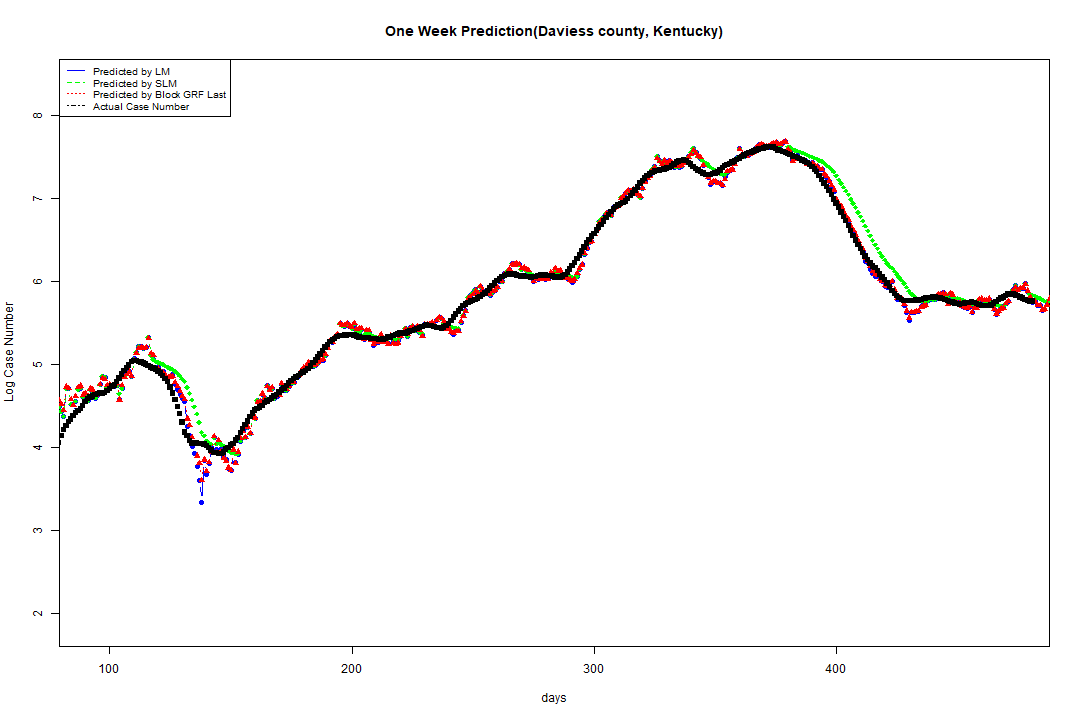 One Week Prediction(Daviess county, Kentucky)
Predicted by LM
Predicted by SLM
Predicted by Block GRF Last
Actual Case Number
8
7
6
5
4
3
2
Log Case Number
100 200 300 400
days